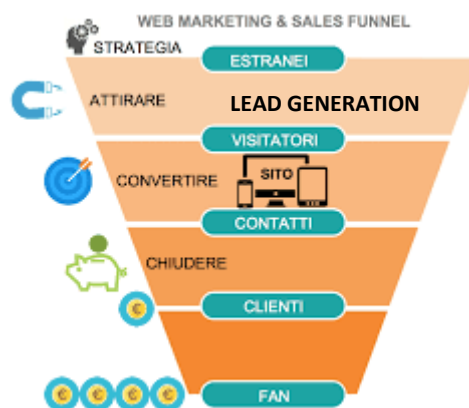 WEB MARKETING & SALES FUNNEL
STRATEGIA
ESTRANEI
ATTIRARE
LEAD GENERATION
VISITATORI
CONVERTIRE
SITO
CONTATTI
CHIUDERE
€
CLIENTI
€ € € €
FAN